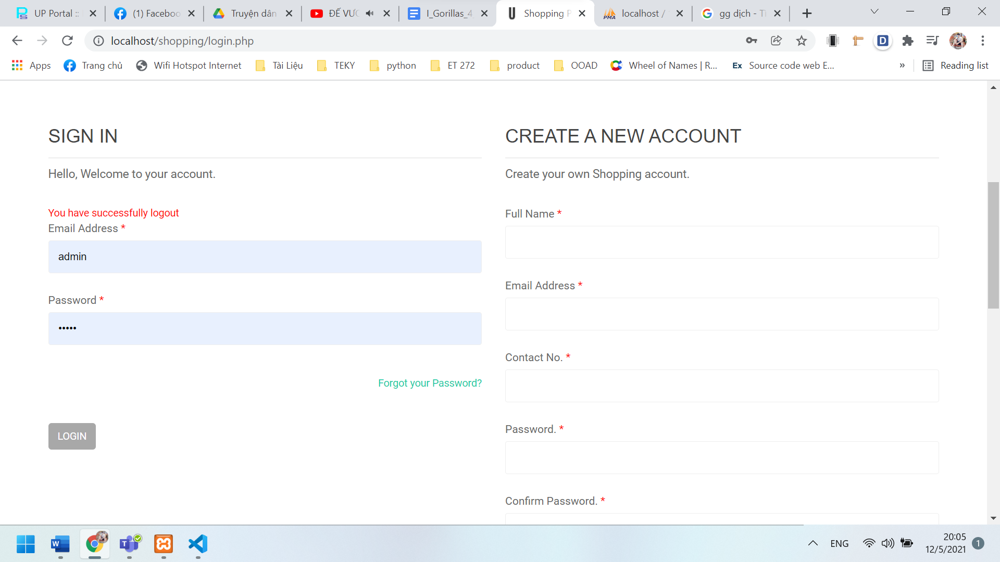 UP Portal ::
(1) Faceboo
Truyện dân
ĐẾ VƯƠ
I_Gorillas_4
Shopping P
localhost /
gg dịch - Tì
localhost/shopping/login.php
Apps
Trang chủ
Wifi Hotspot Internet
Tài Liệu
TEKY
python
ET 272
product
OOAD
Wheel of Names | R...
Ex Source code web E...
»
Reading list
SIGN IN
Hello, Welcome to your account.
You have successfully logout
Email Address *
admin
Password *
•••••
Forgot your Password?
LOGIN
CREATE A NEW ACCOUNT
Create your own Shopping account.
Full Name *
Email Address *
Contact No. *
Password. *
Confirm Password. *
ENG
20:05
12/5/2021
1